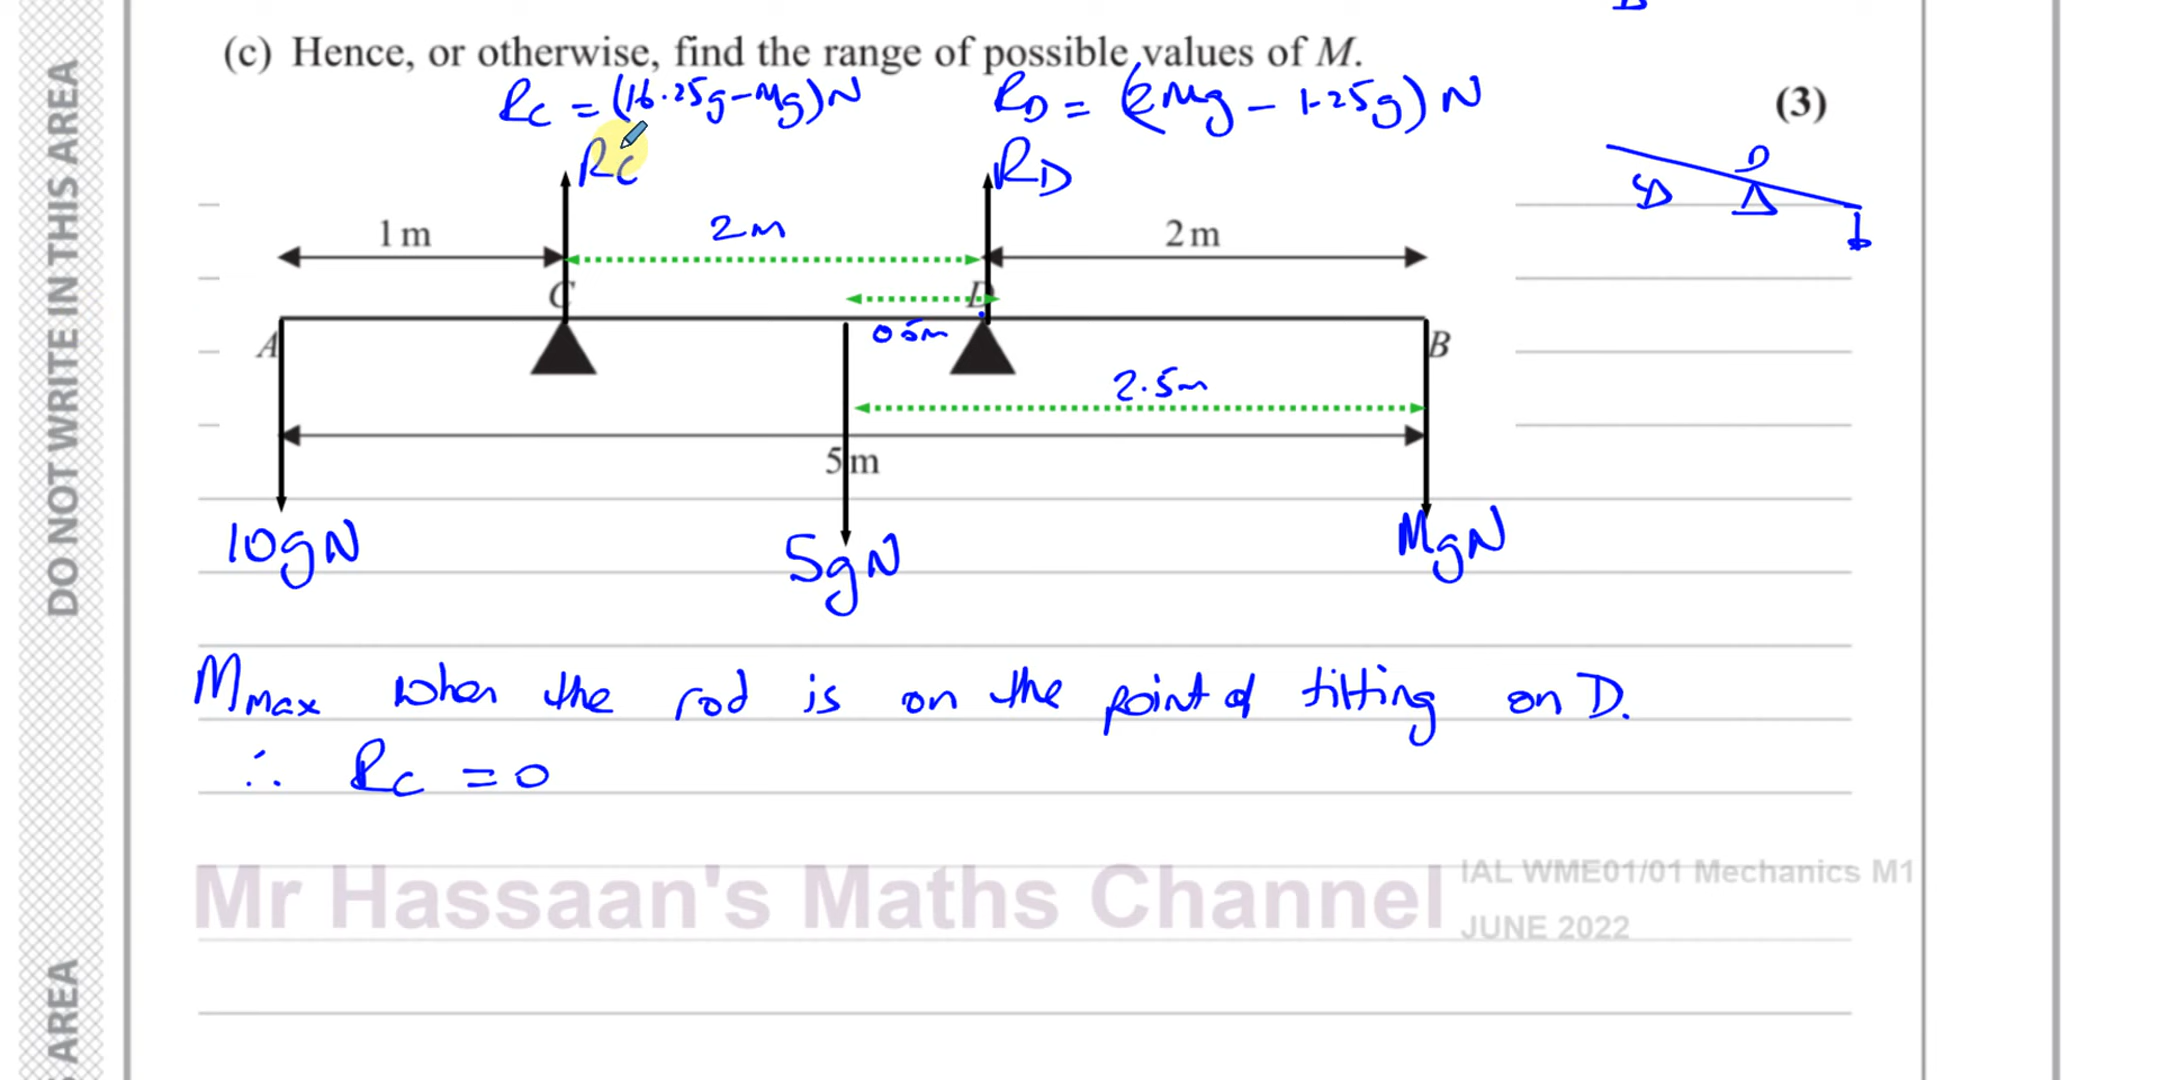 (c) Hence, or otherwise, find the range of possible values of M.
Rc = (16.25g-Mg)N RD = (2Mg - 1.25g) N
(3)
Rc RD
D
1 m 2m 2 m
C D
A 0.5m B
2.5m
5 m
10gN 5gN MgN
Mmax when the rod is on the point of tilting on D.
∴ Rc = 0
Mr Hassaan's Maths Channel
IAL WME01/01 Mechanics M1
JUNE 2022
DO NOT WRITE IN THIS AREA
AREA